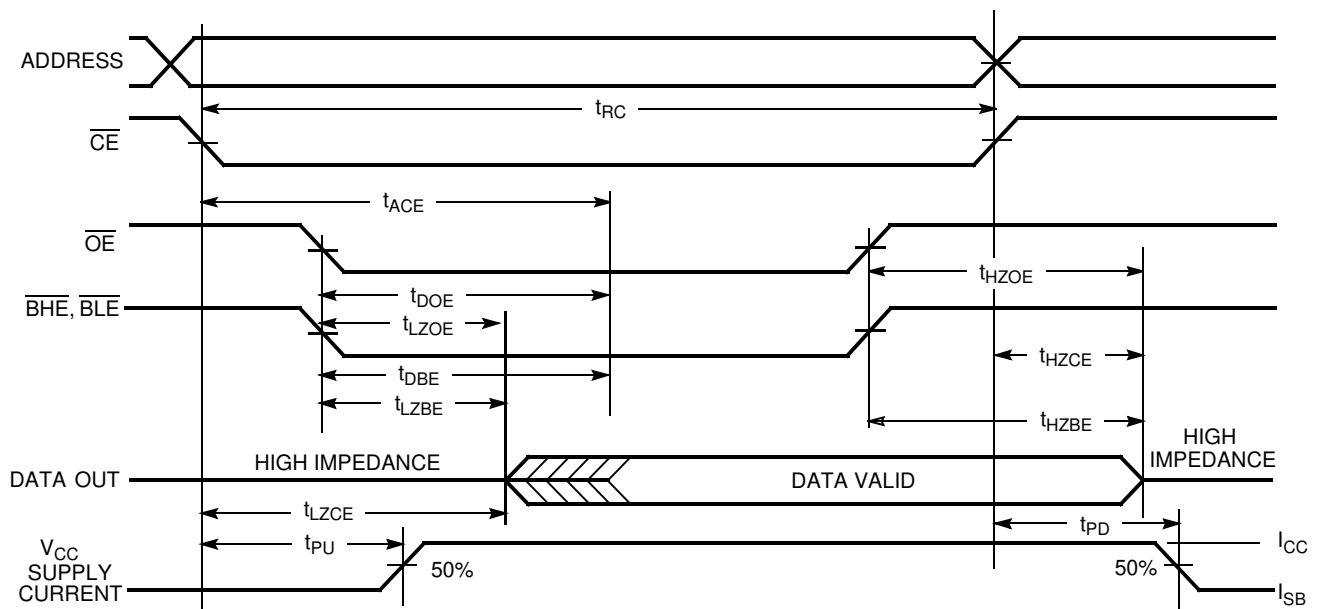 ADDRESS
tRC
CE
tACE
OE
tHZOE
tDOE
BHE, BLE
tLZOE
tHZCE
tDBE
tLZBE
tHZBE
HIGH IMPEDANCE
HIGH
IMPEDANCE
DATA OUT
DATA VALID
tLZCE
tPD
tPU
VCC
SUPPLY
CURRENT
50%
50%
ICC
ISB